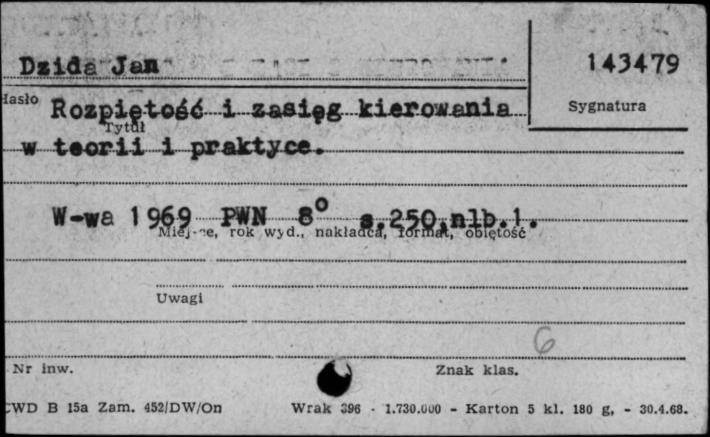 Dzida Jan
143479
Hasło
Rozpiętość i zasięg kierowania
Sygnatura
Tytuł
w teorii i praktyce.
W-wa 1969 PWN 8° s.250,nlb.1.
Miejsce, rok wyd., nakładca, format, objętość
Uwagi
6
Nr inw.
Znak klas.
CWD B 15a Zam. 452/DW/On
Wrak 396 - 1.730.000 - Karton 5 kl. 180 g, - 30.4.68.